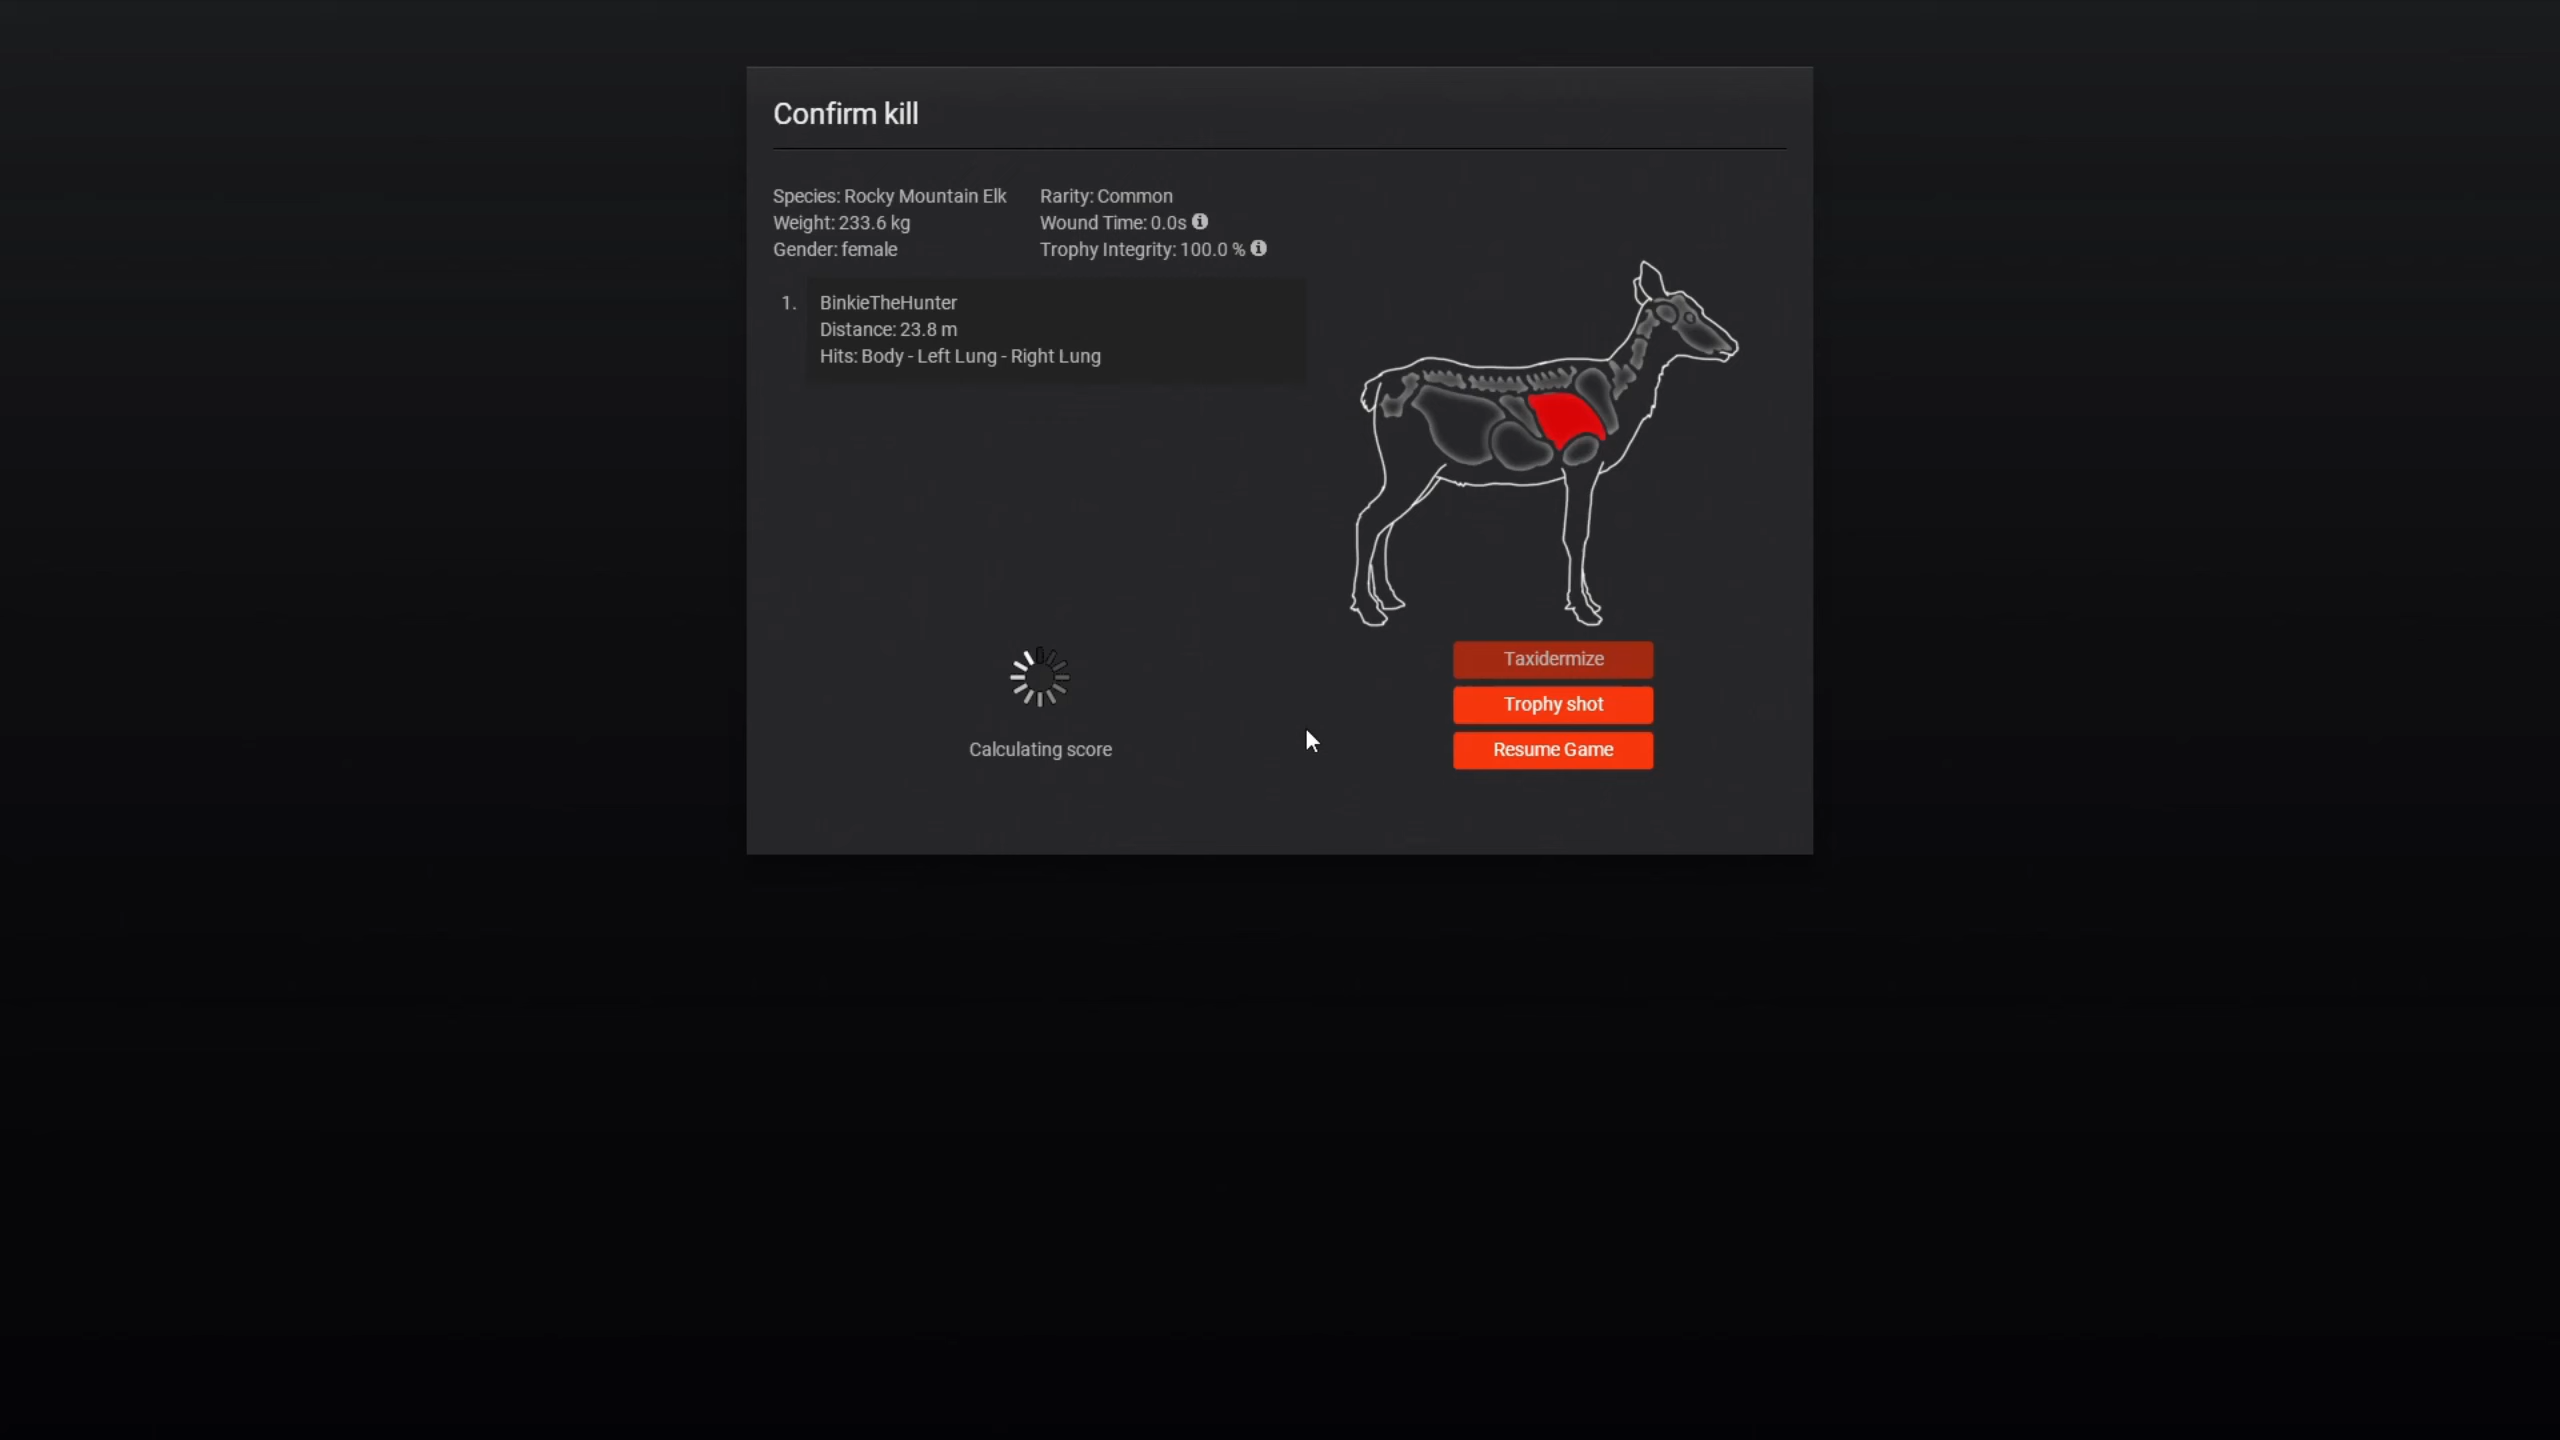 Confirm kill
Species: Rocky Mountain Elk
Weight: 233.6 kg
Gender: female
Rarity: Common
Wound Time: 0.0s
Trophy Integrity: 100.0 %
1.
BinkieTheHunter
Distance: 23.8 m
Hits: Body - Left Lung - Right Lung
Calculating score
Taxidermize
Trophy shot
Resume Game